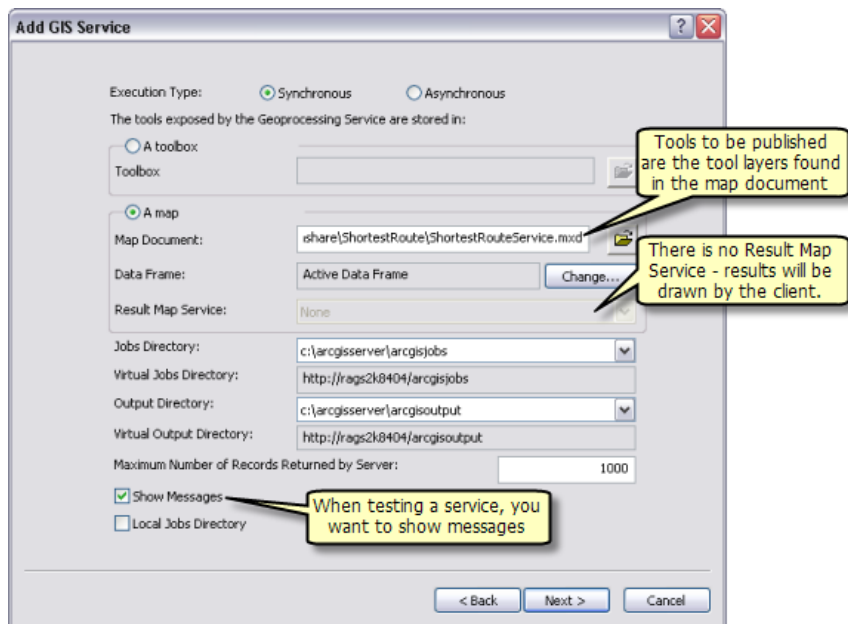 Add GIS Service
Execution Type: Synchronous Asynchronous
The tools exposed by the Geoprocessing Service are stored in:
A toolbox
Toolbox
Tools to be published
are the tool layers found
in the map document
A map
Map Document: ıshare\ShortestRoute\ShortestRouteService.mxd
Data Frame: Active Data Frame Change...
There is no Result Map
Service - results will be
drawn by the client.
Result Map Service: None
Jobs Directory: c:\arcgisserver\arcgisjobs
Virtual Jobs Directory: http://rags2k8404/arcgisjobs
Output Directory: c:\arcgisserver\arcgisoutput
Virtual Output Directory: http://rags2k8404/arcgisoutput
Maximum Number of Records Returned by Server: 1000
Show Messages
When testing a service, you
want to show messages
Local Jobs Directory
< Back Next > Cancel